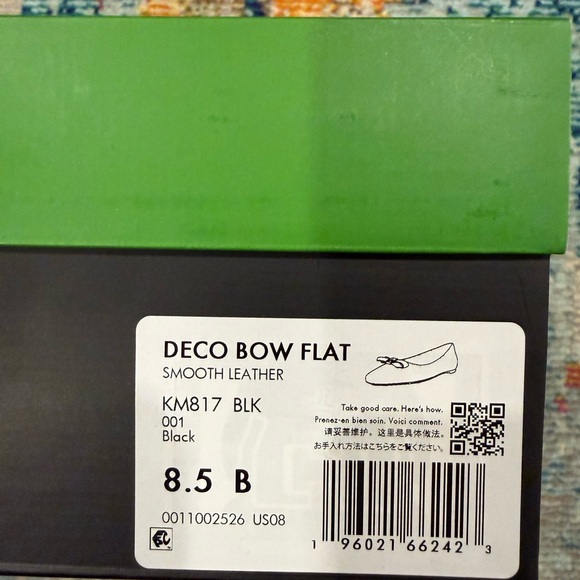 DECO BOW FLAT
SMOOTH LEATHER
KM817 BLK
001
Black
Take good care. Here's how.
Prenez-en bien soin. Voici comment.
请妥善维护。这里是具体做法。
お手入れ方法はこちらをご覧ください。
8.5 B
0011002526 US08
1 96021 66242 3